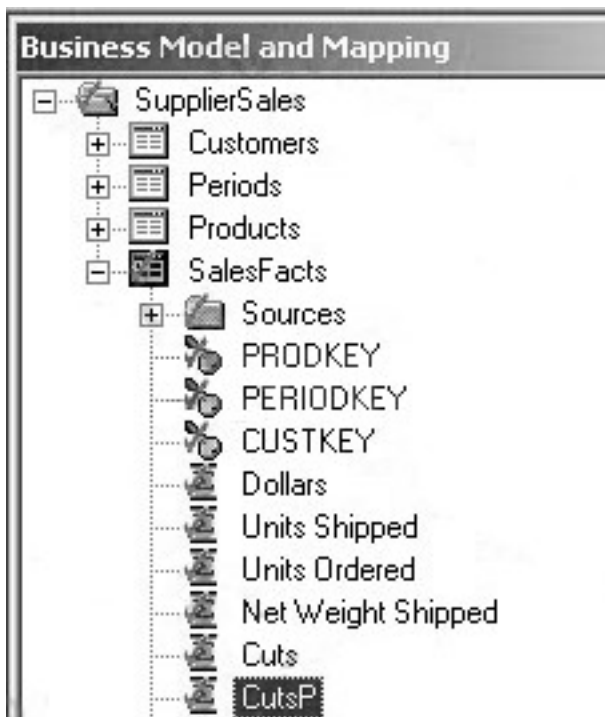 Business Model and Mapping
SupplierSales
Customers
Periods
Products
SalesFacts
Sources
PRODKEY
PERIODKEY
CUSTKEY
Dollars
Units Shipped
Units Ordered
Net Weight Shipped
Cuts
CutsP